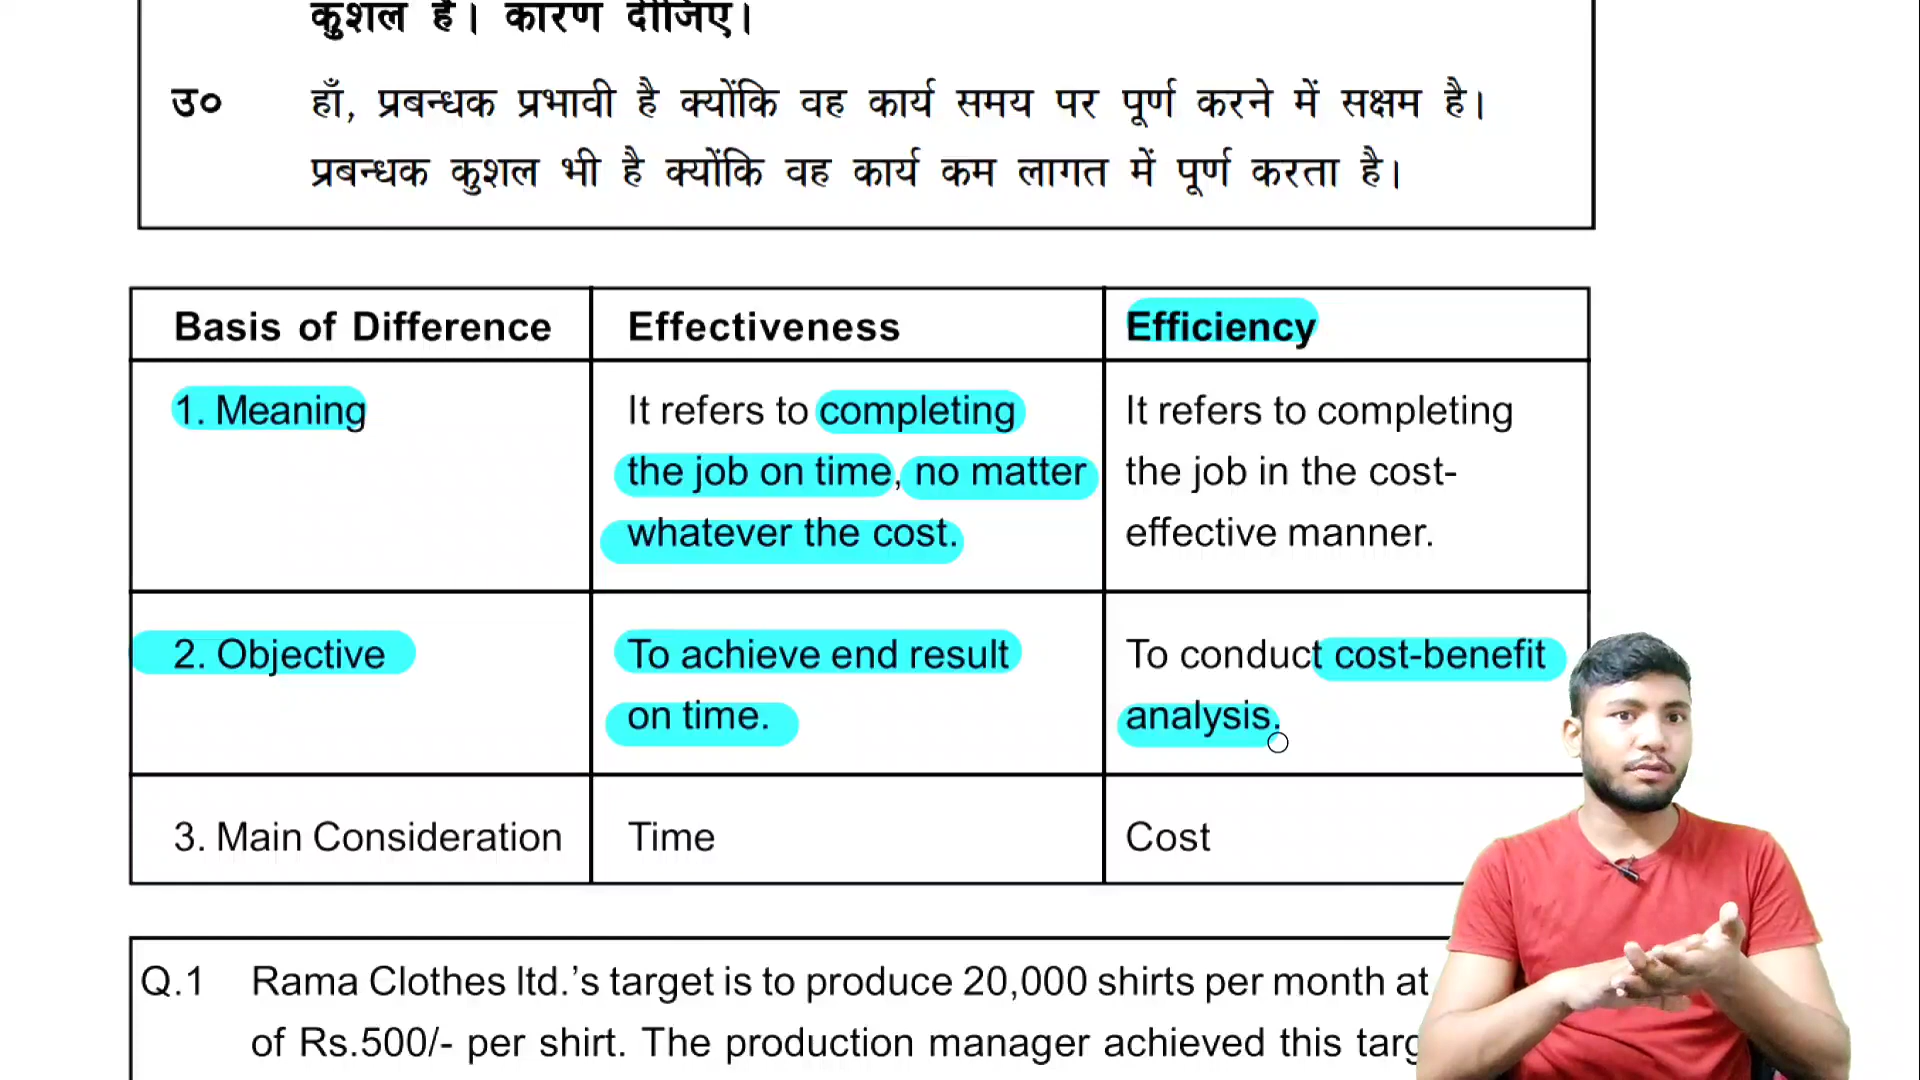 कुशल है। कारण दीजिए।
उ० हाँ, प्रबन्धक प्रभावी है क्योंकि वह कार्य समय पर पूर्ण करने में सक्षम है।
प्रबन्धक कुशल भी है क्योंकि वह कार्य कम लागत में पूर्ण करता है।
Basis of Difference Effectiveness Efficiency
1. Meaning
It refers to completing
the job on time, no matter
whatever the cost.
It refers to completing
the job in the cost-
effective manner.
2. Objective
To achieve end result
on time.
To conduct cost-benefit
analysis.
3. Main Consideration Time Cost
Q.1 Rama Clothes ltd.’s target is to produce 20,000 shirts per month at
of Rs.500/- per shirt. The production manager achieved this